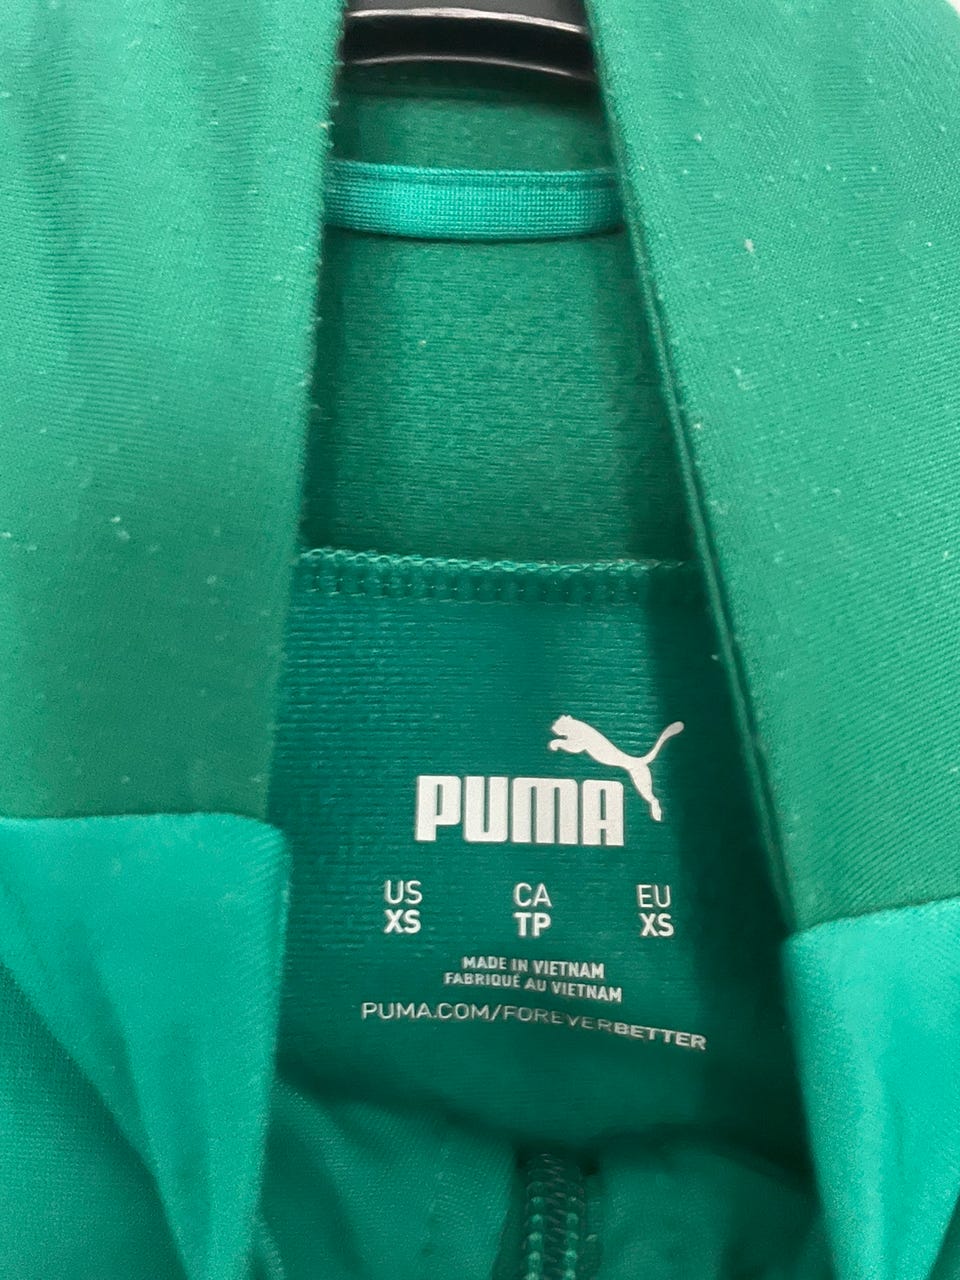 PUMA
US CA EU
XS TP XS
MADE IN VIETNAM
FABRIQUÉ AU VIETNAM
PUMA.COM/FOREVERBETTER